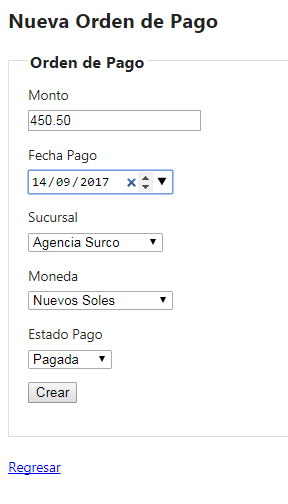 Nueva Orden de Pago
Orden de Pago
Monto
450.50
Fecha Pago
14/09/2017
Sucursal
Agencia Surco
Moneda
Nuevos Soles
Estado Pago
Pagada
Crear
Regresar